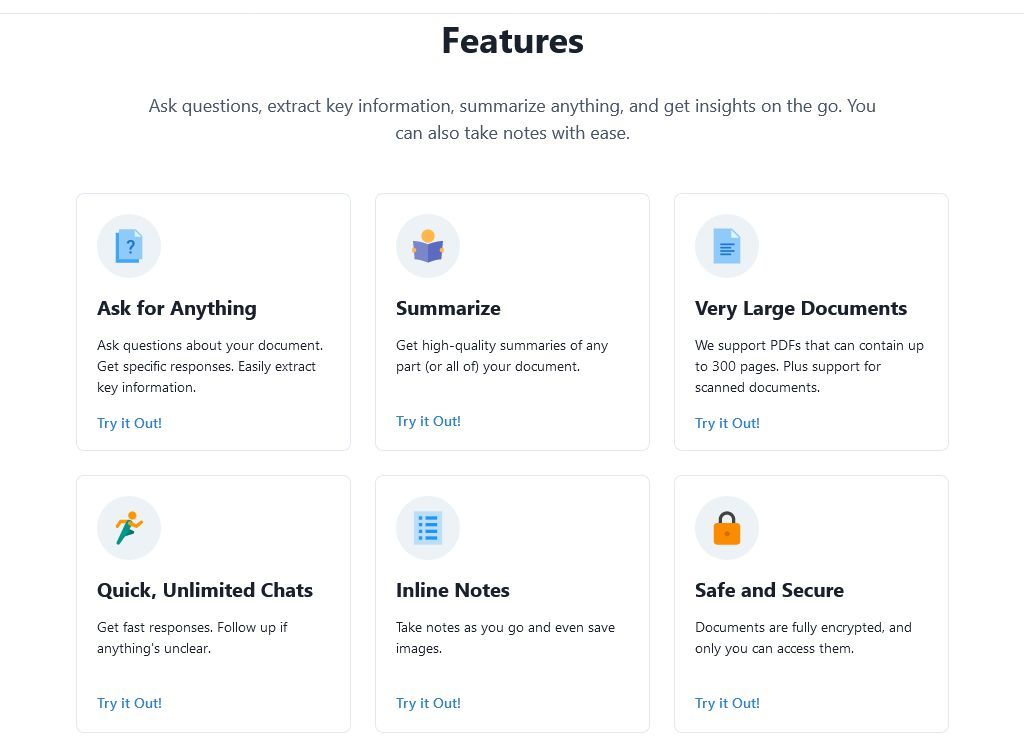 Features
Ask questions, extract key information, summarize anything, and get insights on the go. You
can also take notes with ease.
?
Ask for Anything
Ask questions about your document.
Get specific responses. Easily extract
key information.
Try it Out!
Summarize
Get high-quality summaries of any
part (or all of) your document.
Try it Out!
Very Large Documents
We support PDFs that can contain up
to 300 pages. Plus support for
scanned documents.
Try it Out!
Quick, Unlimited Chats
Get fast responses. Follow up if
anything's unclear.
Try it Out!
Inline Notes
Take notes as you go and even save
images.
Try it Out!
Safe and Secure
Documents are fully encrypted, and
only you can access them.
Try it Out!